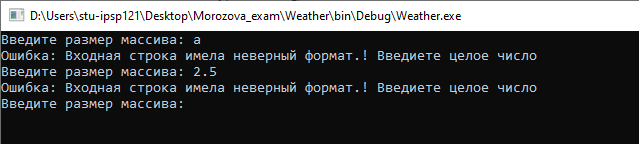 D:\Users\stu-ipsp121\Desktop\Morozova_exam\Weather\bin\Debug\Weather.exe
Введите размер массива: a
Ошибка: Входная строка имела неверный формат.! Введиете целое число
Введите размер массива: 2.5
Ошибка: Входная строка имела неверный формат.! Введиете целое число
Введите размер массива: